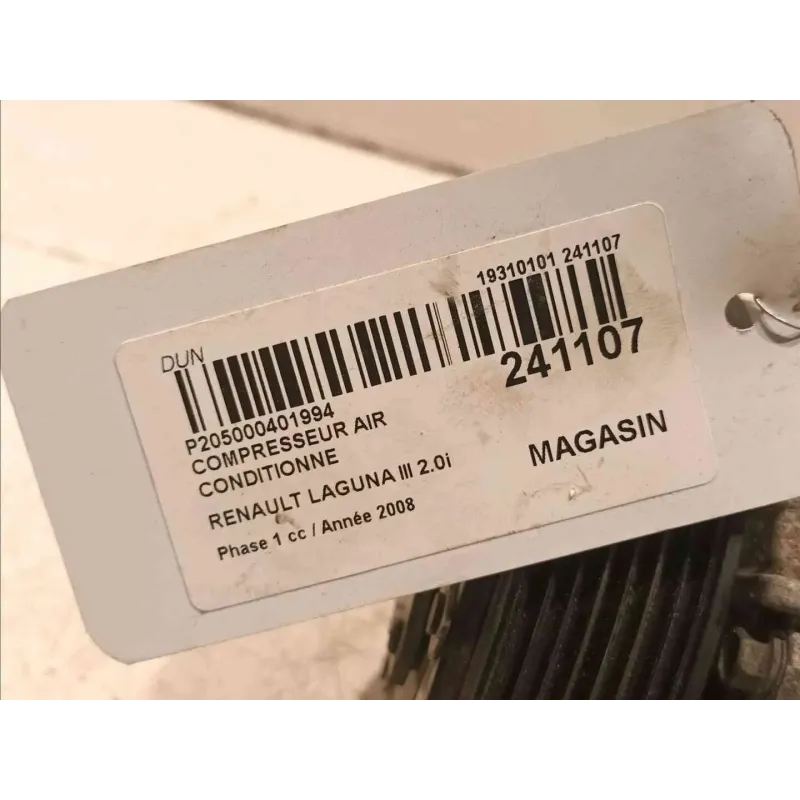 19310101 241107
DUN
241107
P205000401994
COMPRESSEUR AIR
CONDITIONNE
MAGASIN
RENAULT LAGUNA III 2.0i
Phase 1 cc / Année 2008